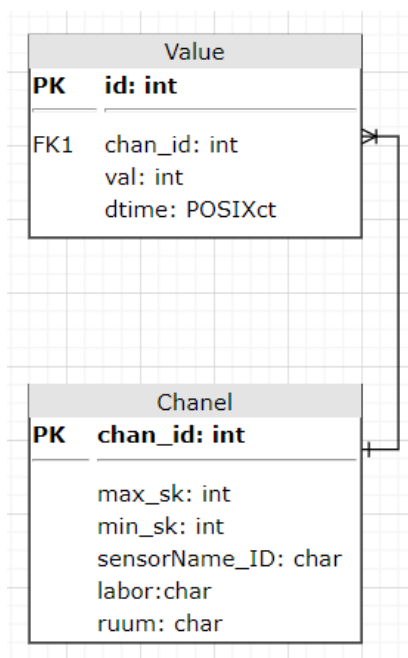 Value
PK id: int
FK1 chan_id: int
val: int
dtime: POSIXct
Chanel
PK chan_id: int
max_sk: int
min_sk: int
sensorName_ID: char
labor:char
ruum: char